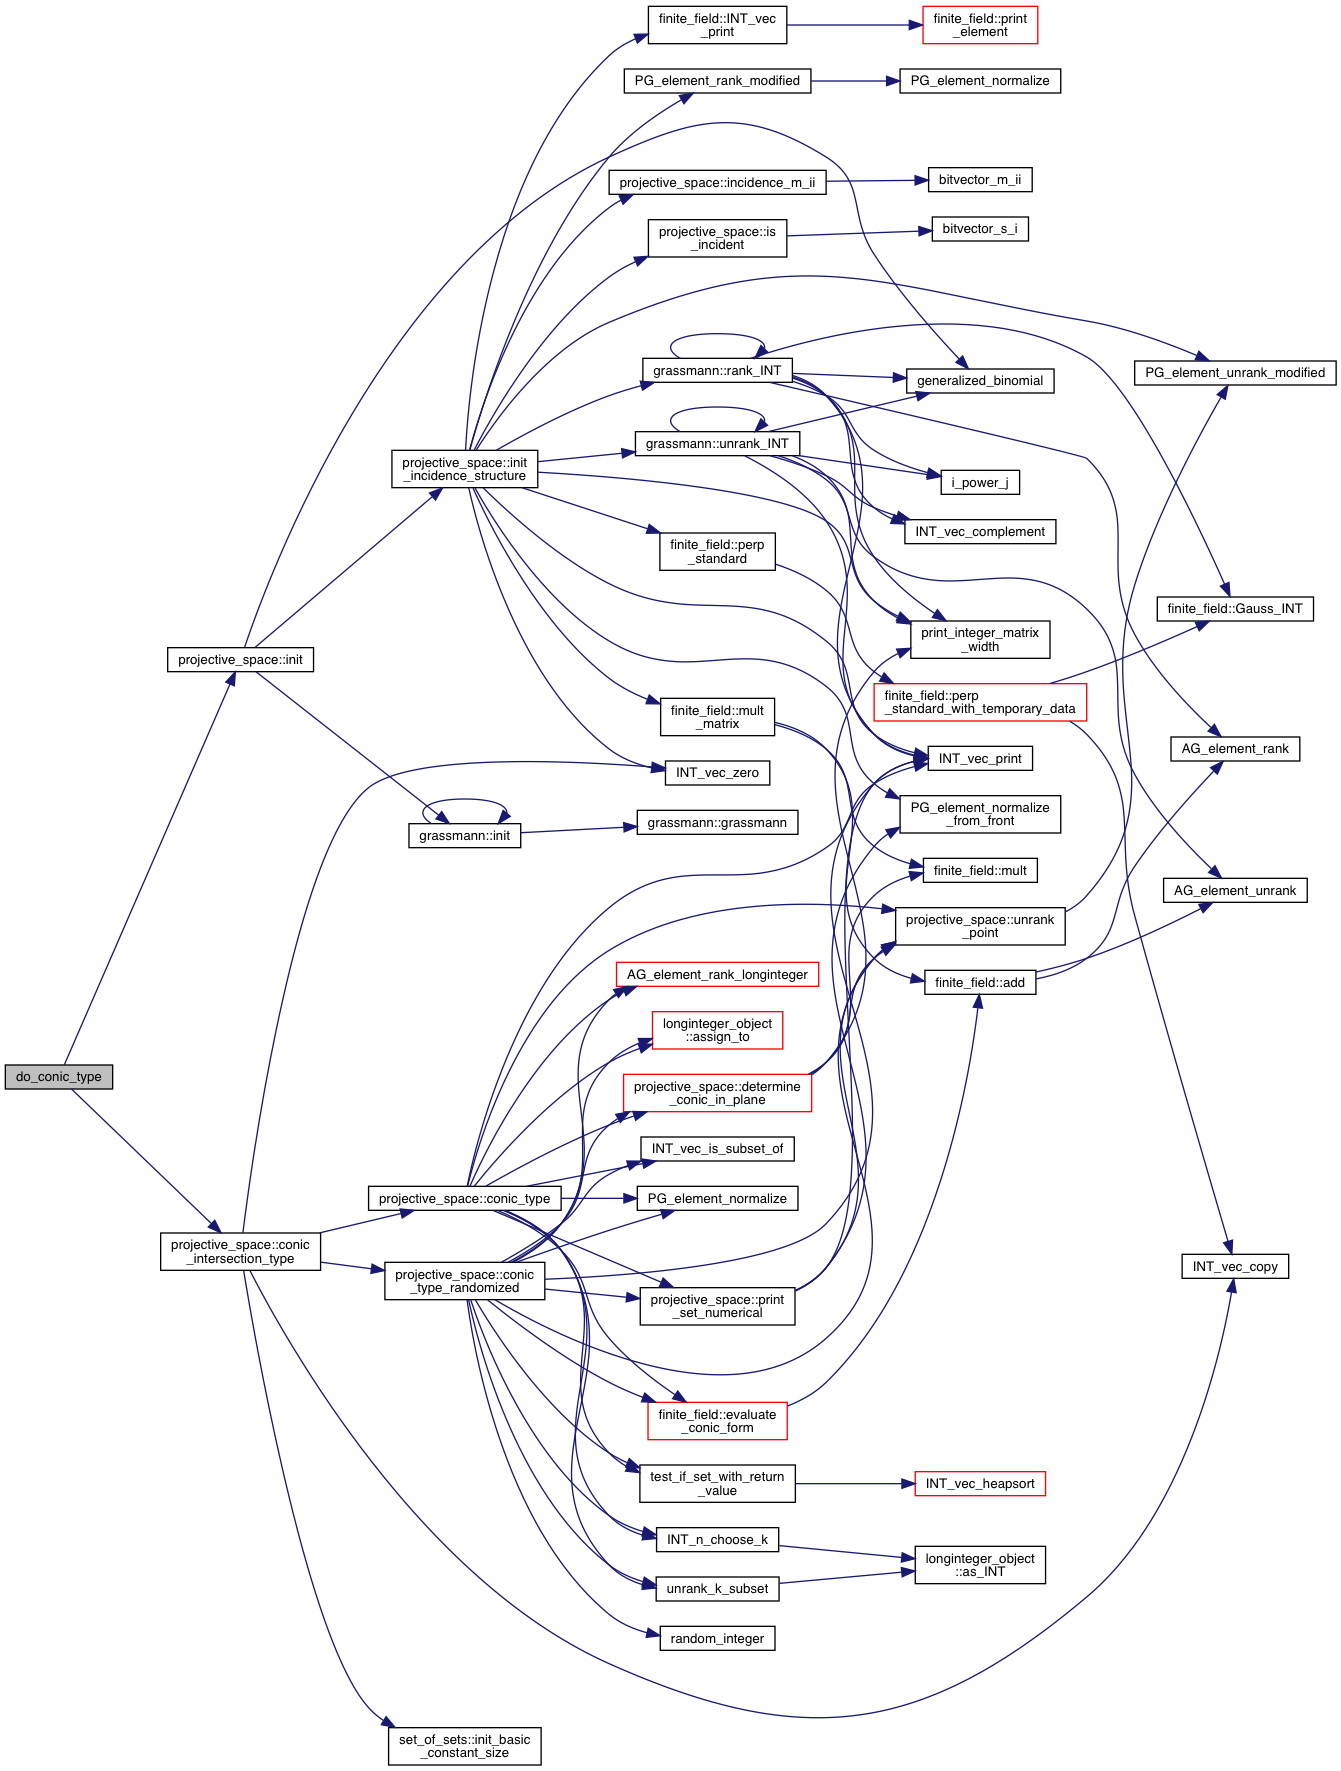 finite_field::INT_vec
_print
finite_field::print
_element
PG_element_rank_modified
PG_element_normalize
projective_space::incidence_m_ii
bitvector_m_ii
projective_space::is
_incident
bitvector_s_i
grassmann::rank_INT
generalized_binomial
PG_element_unrank_modified
grassmann::unrank_INT
projective_space::init
_incidence_structure
i_power_j
INT_vec_complement
finite_field::perp
_standard
finite_field::Gauss_INT
print_integer_matrix
_width
projective_space::init
finite_field::perp
_standard_with_temporary_data
finite_field::mult
_matrix
AG_element_rank
INT_vec_print
INT_vec_zero
PG_element_normalize
_from_front
grassmann::init
grassmann::grassmann
finite_field::mult
AG_element_unrank
projective_space::unrank
_point
AG_element_rank_longinteger
finite_field::add
longinteger_object
::assign_to
do_conic_type
projective_space::determine
_conic_in_plane
INT_vec_is_subset_of
projective_space::conic_type
PG_element_normalize
projective_space::conic
_intersection_type
projective_space::conic
_type_randomized
INT_vec_copy
projective_space::print
_set_numerical
finite_field::evaluate
_conic_form
test_if_set_with_return
_value
INT_vec_heapsort
INT_n_choose_k
longinteger_object
::as_INT
unrank_k_subset
random_integer
set_of_sets::init_basic
_constant_size